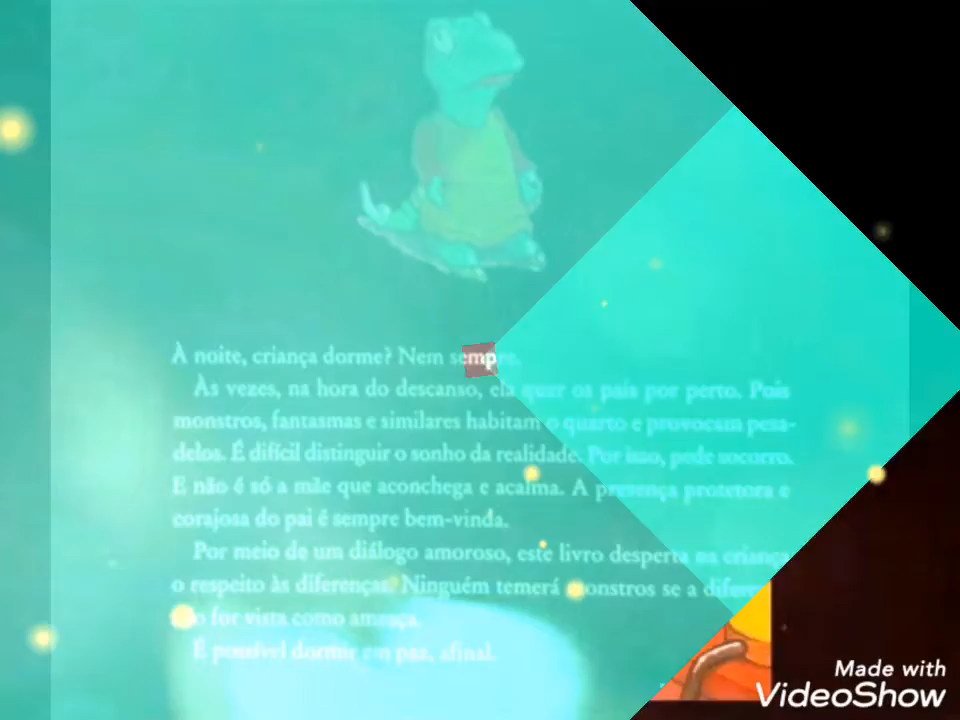 À noite, criança dorme? Nem sempre.
Às vezes, na hora do descanso, ela quer os pais por perto. Pois
monstros, fantasmas e similares habitam o quarto e provocam pesa-
delos. É difícil distinguir o sonho da realidade. Por isso, pede socorro.
E não é só a mãe que aconchega e acalma. A presença protetora e
corajosa do pai é sempre bem-vinda.
Por meio de um diálogo amoroso, este livro desperta na criança
o respeito às diferenças. Ninguém temerá monstros se a diferença
não for vista como ameaça.
É possível dormir em paz, afinal.
Made with
VideoShow